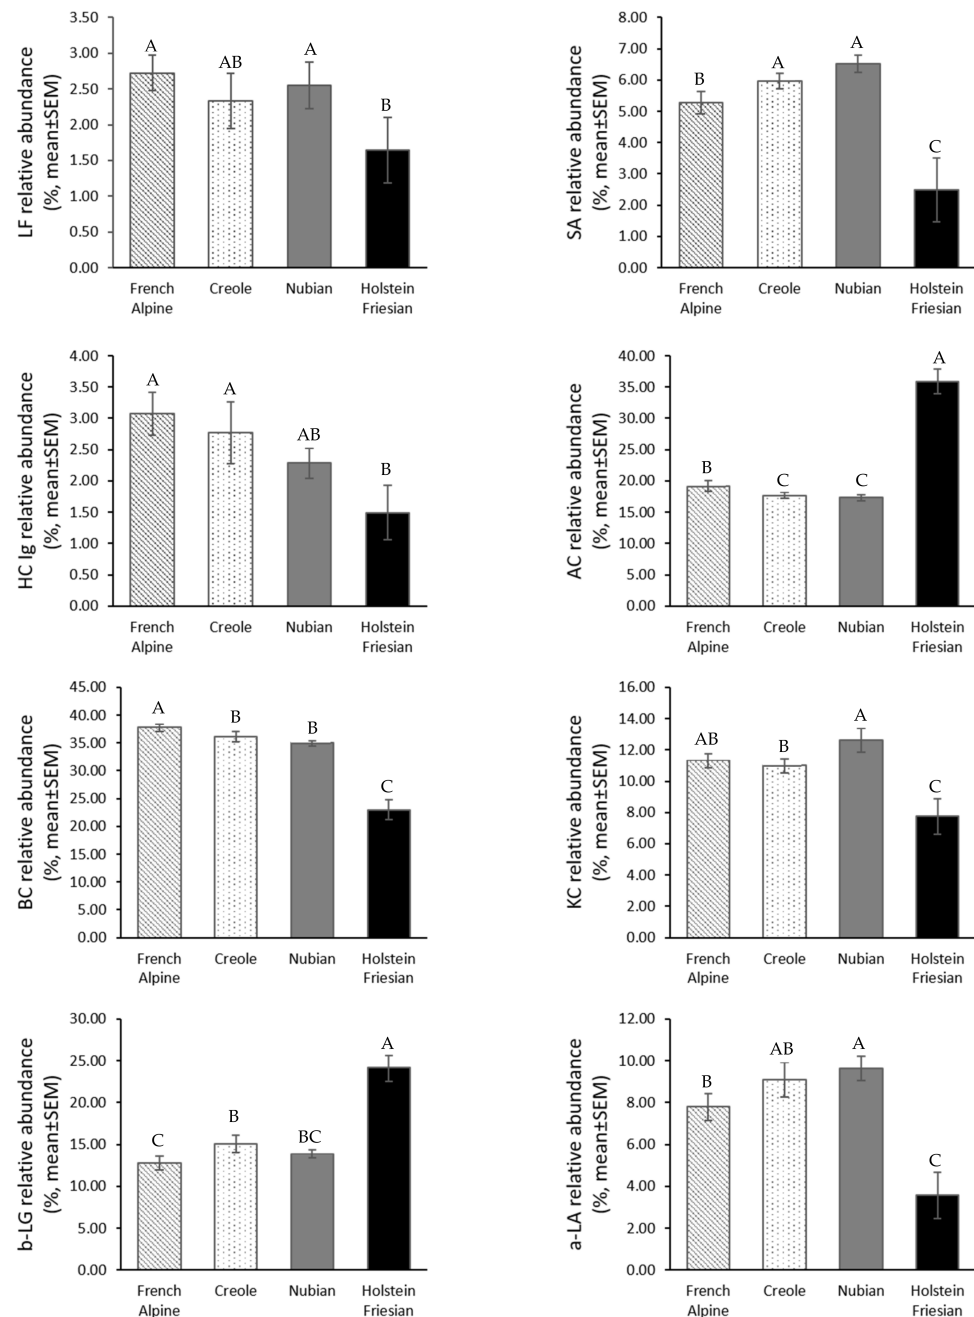 LF relative abundance
(%, mean±SEM)
3.50
3.00
2.50
2.00
1.50
1.00
0.50
0.00
A
AB
A
B
French
Alpine
Creole
Nubian
Holstein
Friesian
SA relative abundance
(%, mean±SEM)
8.00
7.00
6.00
5.00
4.00
3.00
2.00
1.00
0.00
B
A
A
C
French
Alpine
Creole
Nubian
Holstein
Friesian
HC Ig relative abundance
(%, mean±SEM)
4.00
3.50
3.00
2.50
2.00
1.50
1.00
0.50
0.00
A
A
AB
B
French
Alpine
Creole
Nubian
Holstein
Friesian
AC relative abundance
(%, mean±SEM)
40.00
35.00
30.00
25.00
20.00
15.00
10.00
5.00
0.00
B
C
C
A
French
Alpine
Creole
Nubian
Holstein
Friesian
BC relative abundance
(%, mean±SEM)
45.00
40.00
35.00
30.00
25.00
20.00
15.00
10.00
5.00
0.00
A
B
B
C
French
Alpine
Creole
Nubian
Holstein
Friesian
KC relative abundance
(%, mean±SEM)
16.00
14.00
12.00
10.00
8.00
6.00
4.00
2.00
0.00
AB
B
A
C
French
Alpine
Creole
Nubian
Holstein
Friesian
b-LG relative abundance
(%, mean±SEM)
30.00
25.00
20.00
15.00
10.00
5.00
0.00
C
B
BC
A
French
Alpine
Creole
Nubian
Holstein
Friesian
a-LA relative abundance
(%, mean±SEM)
12.00
10.00
8.00
6.00
4.00
2.00
0.00
B
AB
A
C
French
Alpine
Creole
Nubian
Holstein
Friesian